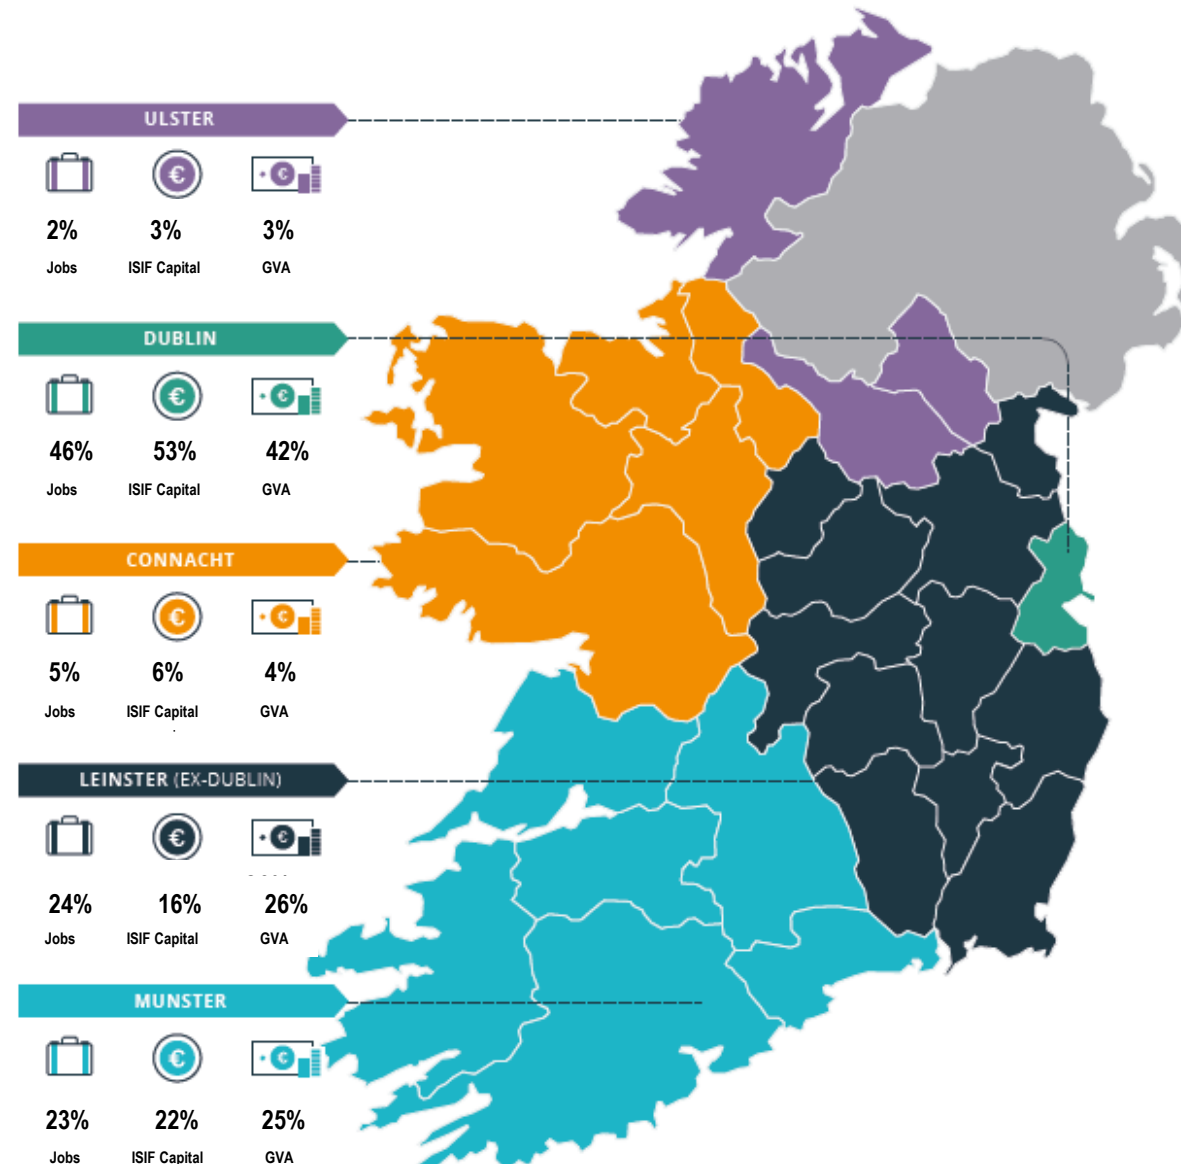 ULSTER
€ € 
2% 3% 3%
Jobs ISIF Capital GVA
DUBLIN
€ €
46% 53% 42%
Jobs ISIF Capital GVA
CONNACHT
€ €
5% 6% 4%
Jobs ISIF Capital GVA
LEINSTER (EX-DUBLIN)
€ €
24% 16% 26%
Jobs ISIF Capital GVA
MUNSTER
€ €
23% 22% 25%
Jobs ISIF Capital GVA